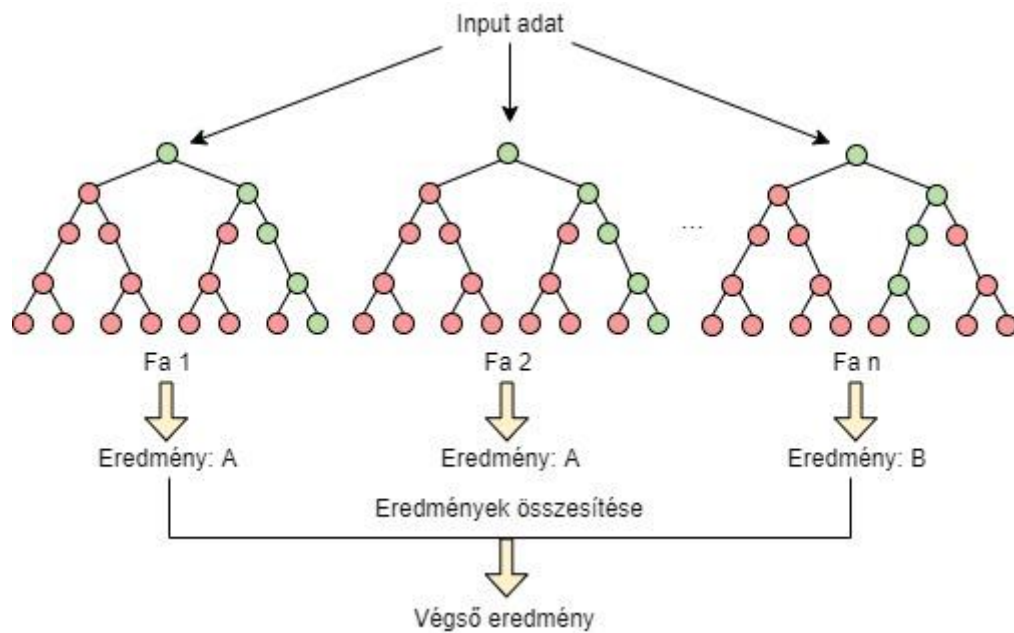 Input adat
...
Fa 1
Fa 2
Fa n
Eredmény: A
Eredmény: A
Eredmény: B
Eredmények összesítése
Végső eredmény